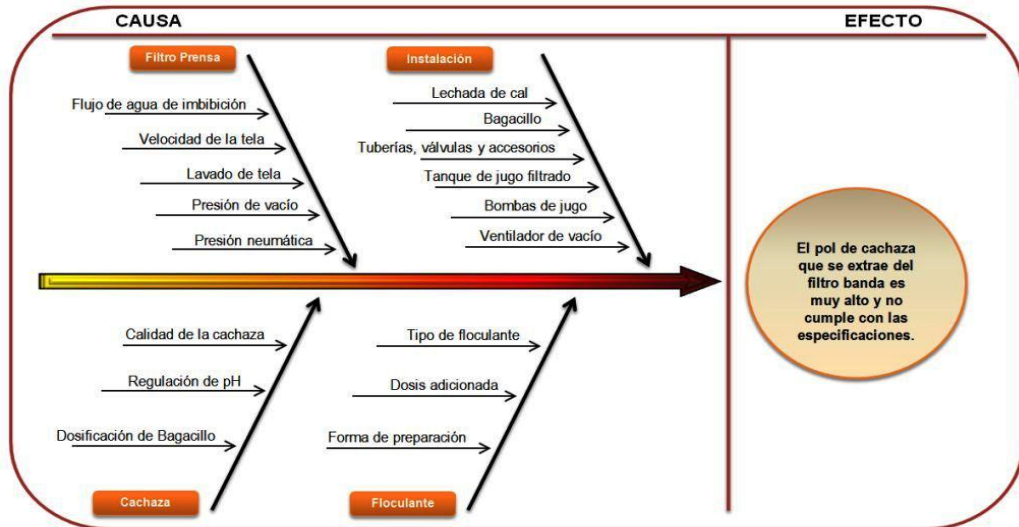 CAUSA
EFECTO
Filtro Prensa
Flujo de agua de imbibición
Velocidad de la tela
Lavado de tela
Presión de vacío
Presión neumática
Instalación
Lechada de cal
Bagacillo
Tuberías, válvulas y accesorios
Tanque de jugo filtrado
Bombas de jugo
Ventilador de vacío
El pol de cachaza
que se extrae del
filtro banda es
muy alto y no
cumple con las
especificaciones.
Calidad de la cachaza
Regulación de pH
Dosificación de Bagacillo
Cachaza
Tipo de floculante
Dosis adicionada
Forma de preparación
Floculante